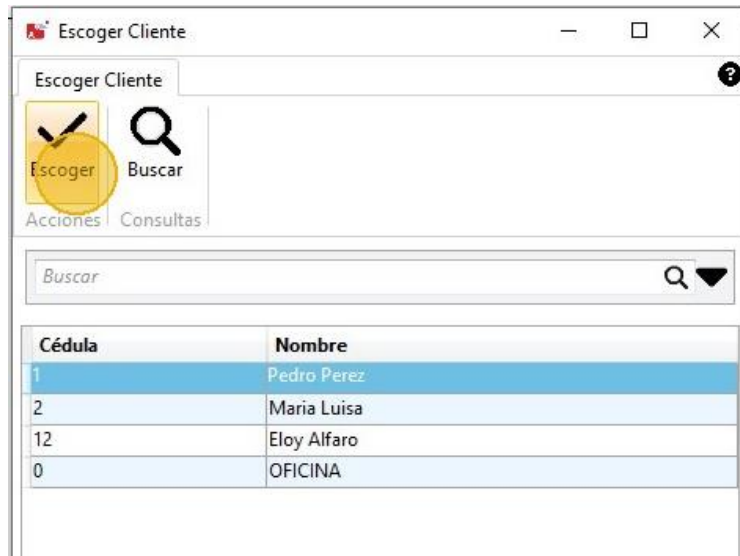 Escoger Cliente
Escoger Cliente
?
Escoger Buscar
Acciones Consultas
Buscar
Cédula Nombre
1 Pedro Perez
2 Maria Luisa
12 Eloy Alfaro
0 OFICINA